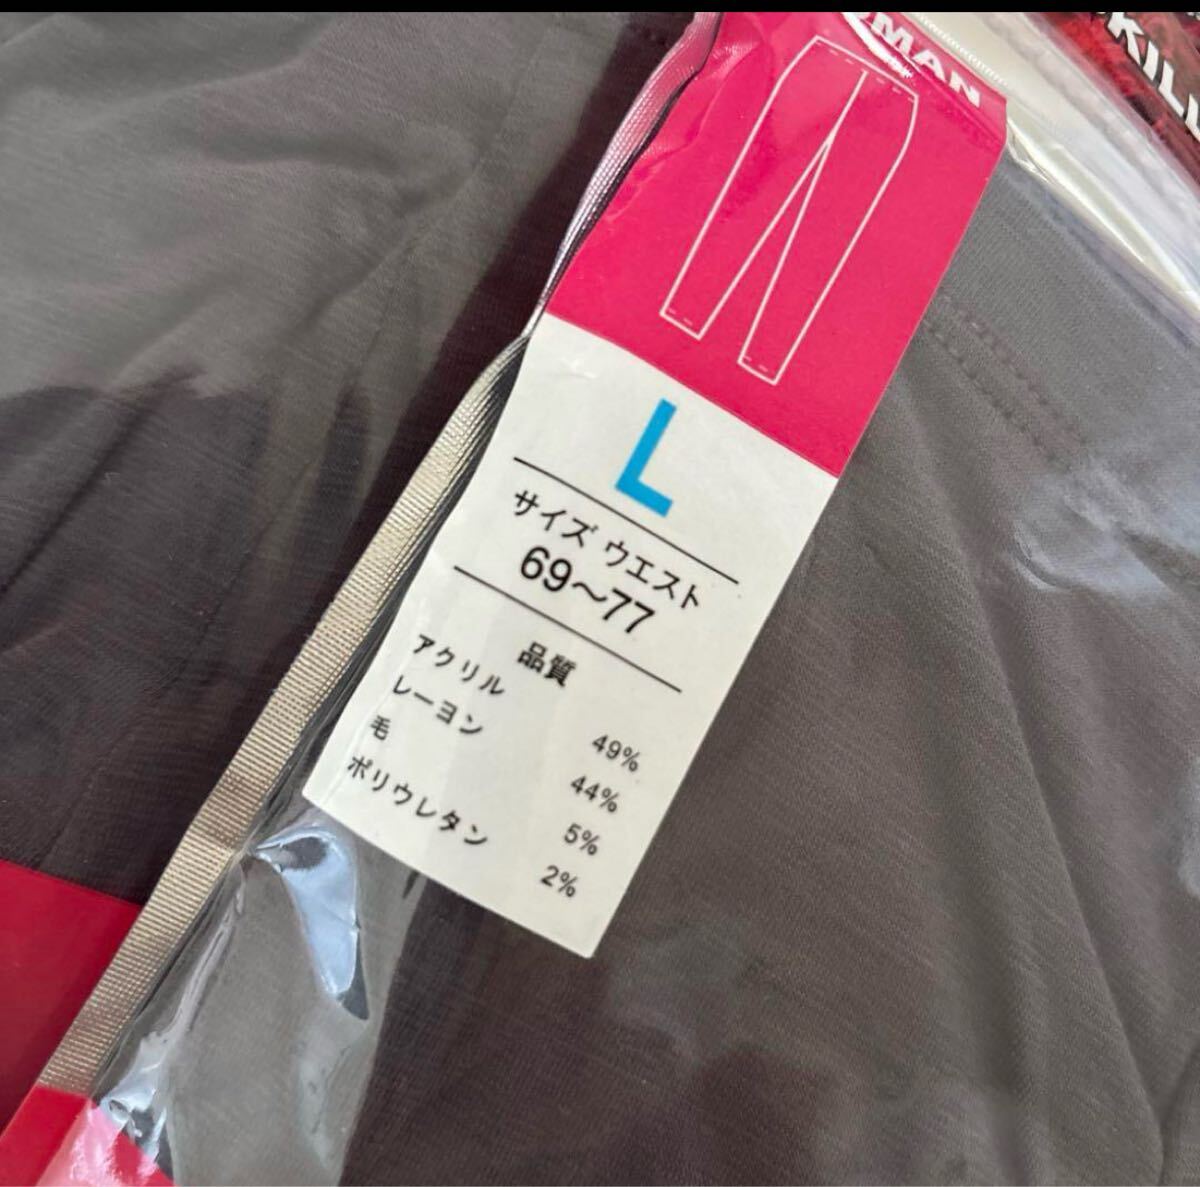 KILL
L
サイズ ウエスト
69〜77
品質
アクリル 49%
レーヨン 44%
毛 5%
ポリウレタン 2%